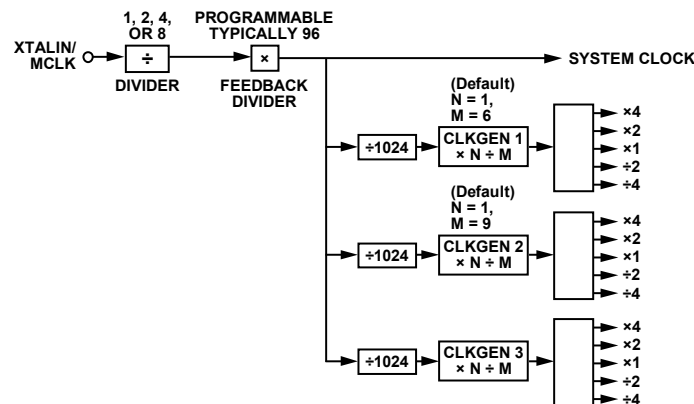 1, 2, 4,
OR 8
PROGRAMMABLE
TYPICALLY 96
XTALIN/
MCLK
÷
×
SYSTEM CLOCK
DIVIDER
FEEDBACK
DIVIDER
(Default)
N = 1,
M = 6
÷1024
CLKGEN 1
× N ÷ M
×4
×2
×1
÷2
÷4
(Default)
N = 1,
M = 9
÷1024
CLKGEN 2
× N ÷ M
×4
×2
×1
÷2
÷4
÷1024
CLKGEN 3
× N ÷ M
×4
×2
×1
÷2
÷4